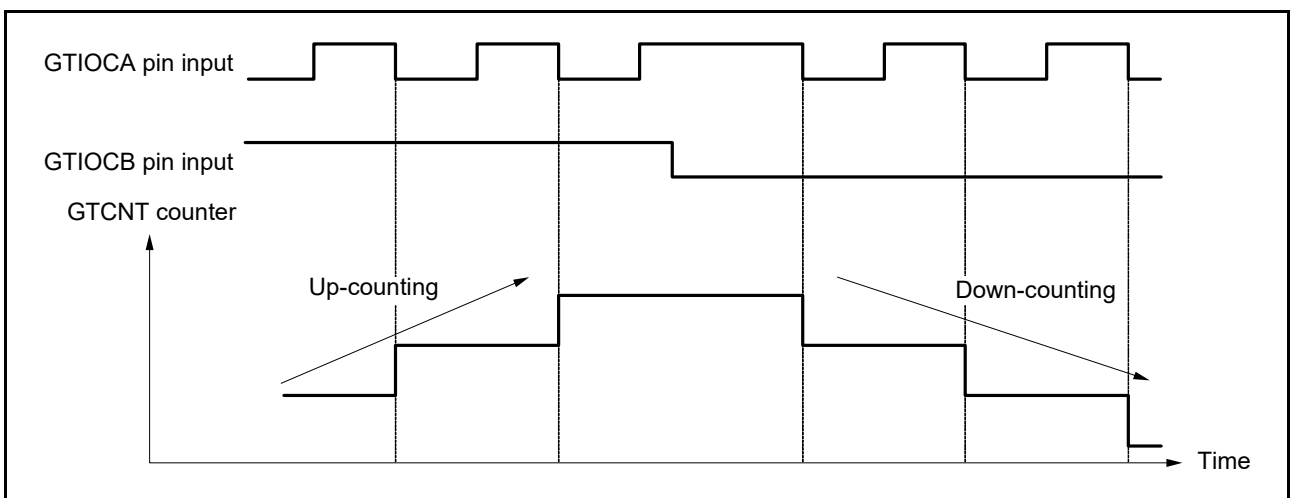 GTIOCA pin input
GTIOCB pin input
GTCNT counter
Up-counting
Down-counting
Time